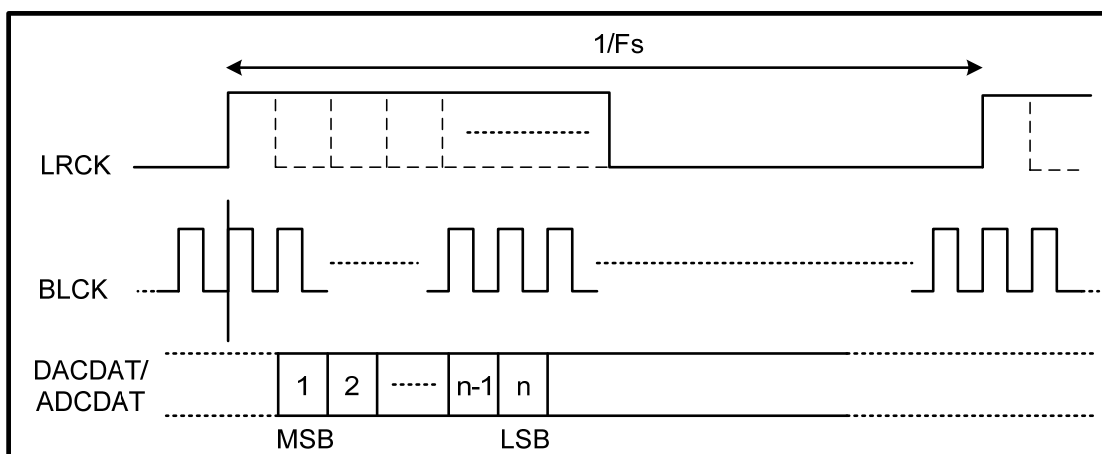 1/Fs
LRCK
BLCK
DACDAT/
ADCDAT
1 2 n-1 n
MSB LSB